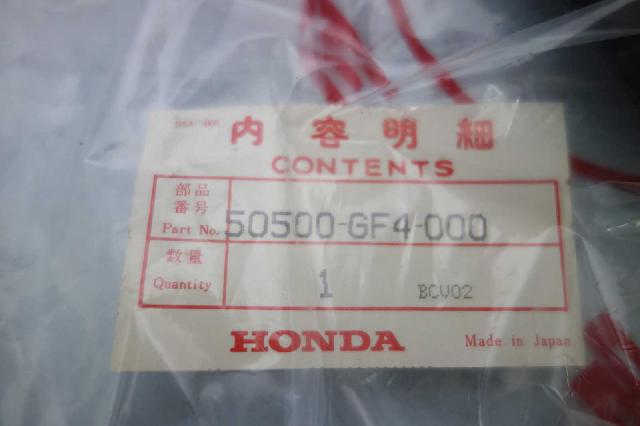 内容明細
CONTENTS
部品
番号
Part No. 50500-GF4-000
数量
Quantity 1 BCV02
HONDA Made in Japan